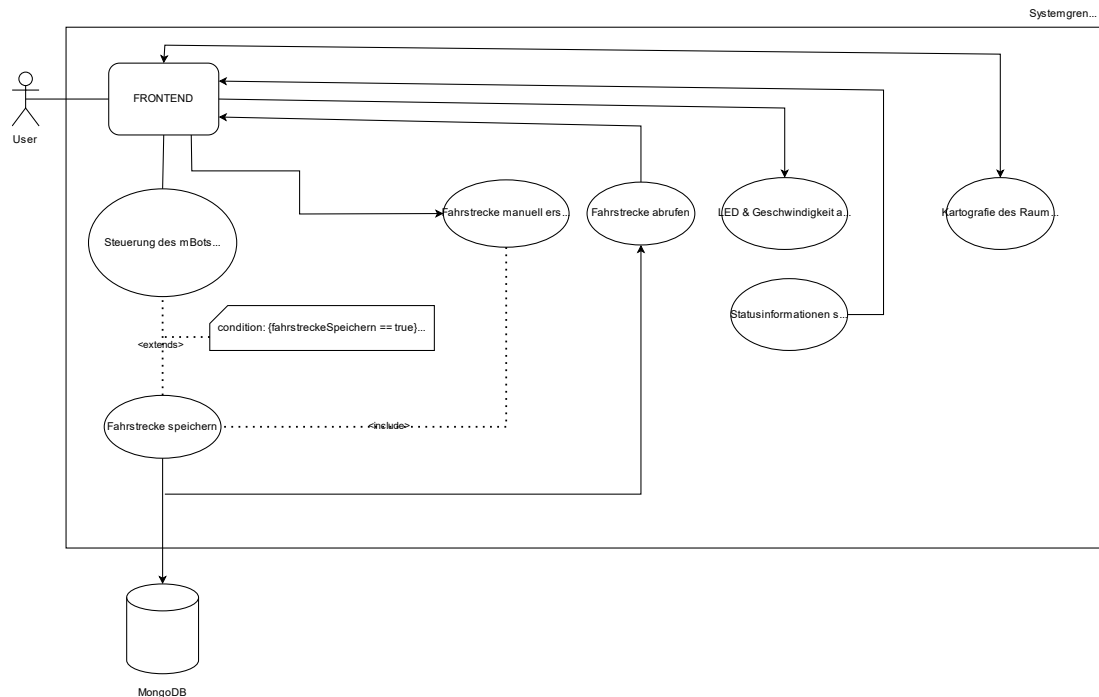 Systemgren...
FRONTEND
User
Fahrstrecke manuell ers...
Fahrstrecke abrufen
LED & Geschwindigkeit a...
Kartografie des Raum...
Steuerung des mBots...
Statusinformationen s...
condition: {fahrstreckeSpeichern == true}...
<extends>
Fahrstrecke speichern
<include>
MongoDB